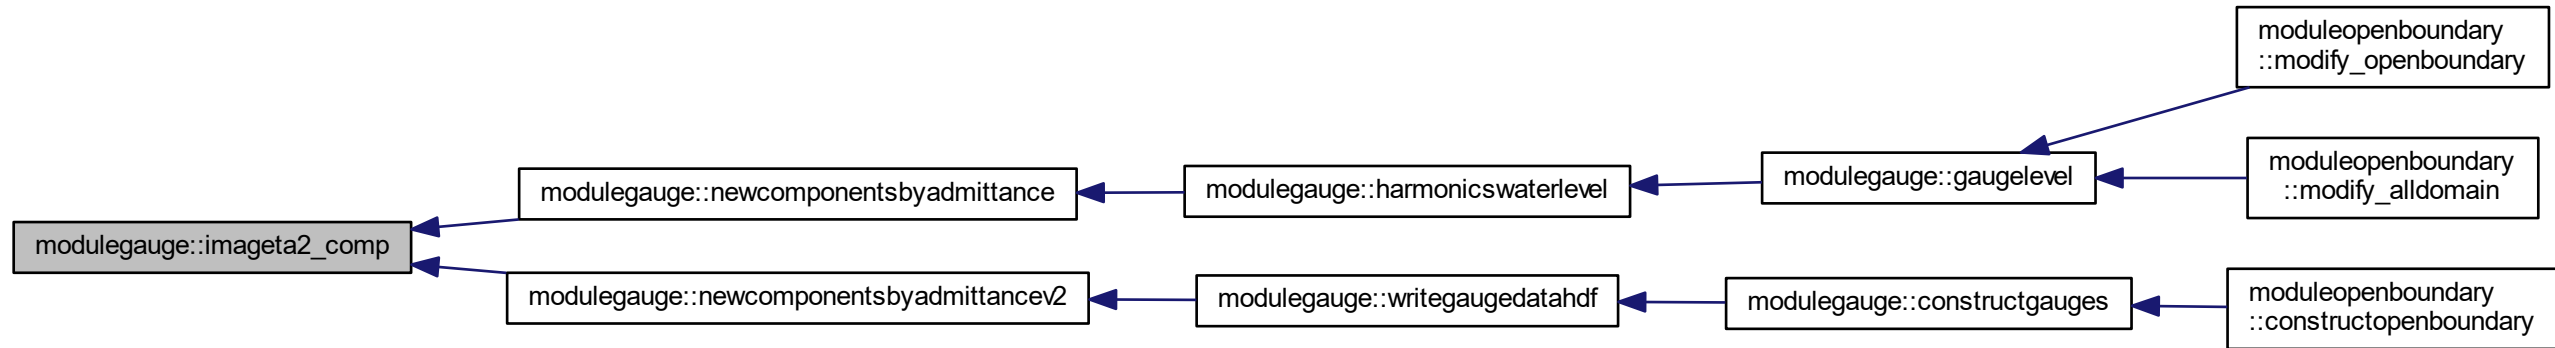 moduleopenboundary
::modify_openboundary
moduleopenboundary
::modify_alldomain
modulegauge::gaugelevel
modulegauge::harmonicswaterlevel
modulegauge::newcomponentsbyadmittance
modulegauge::imageta2_comp
modulegauge::newcomponentsbyadmittancev2
modulegauge::writegaugedatahdf
modulegauge::constructgauges
moduleopenboundary
::constructopenboundary